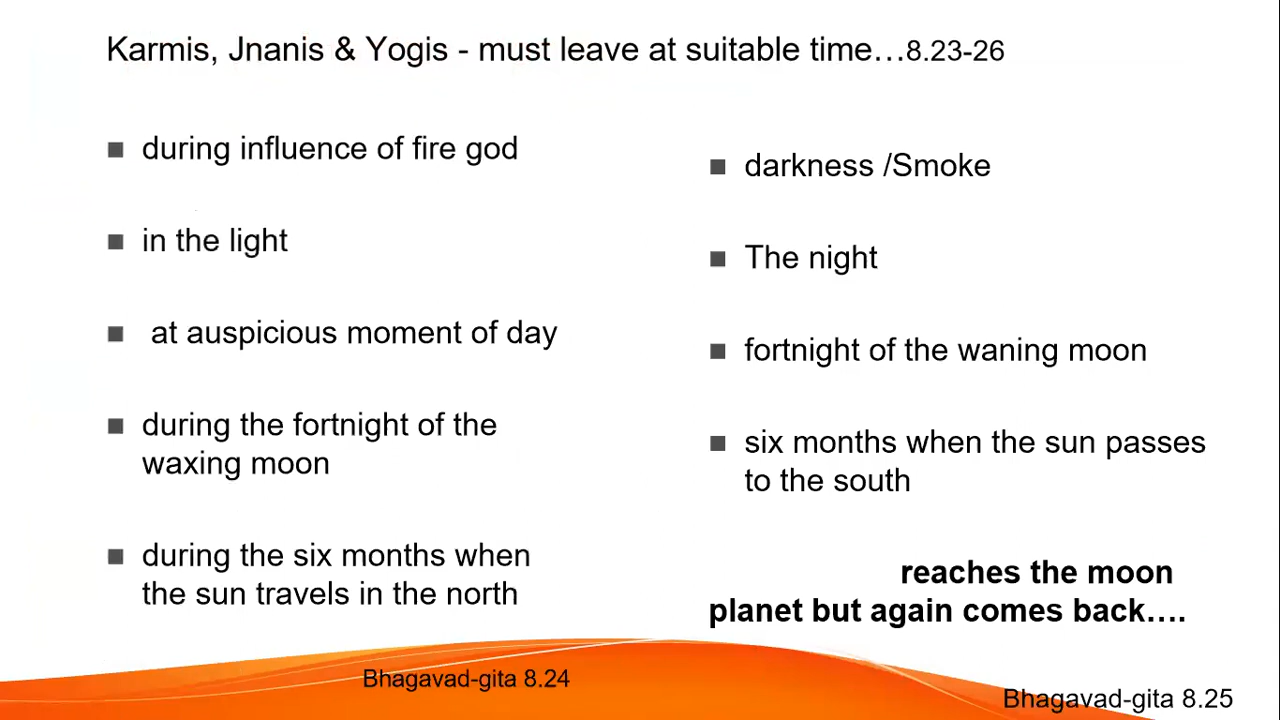 Karmis, Jnanis & Yogis - must leave at suitable time…8.23-26
during influence of fire god
in the light
at auspicious moment of day
during the fortnight of the
waxing moon
during the six months when
the sun travels in the north
Bhagavad-gita 8.24
darkness /Smoke
The night
fortnight of the waning moon
six months when the sun passes
to the south
reaches the moon
planet but again comes back….
Bhagavad-gita 8.25